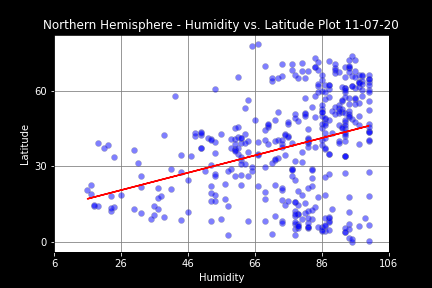 Northern Hemisphere - Humidity vs. Latitude Plot 11-07-20
60
30
0
Latitude
6 26 46 66 86 106
Humidity